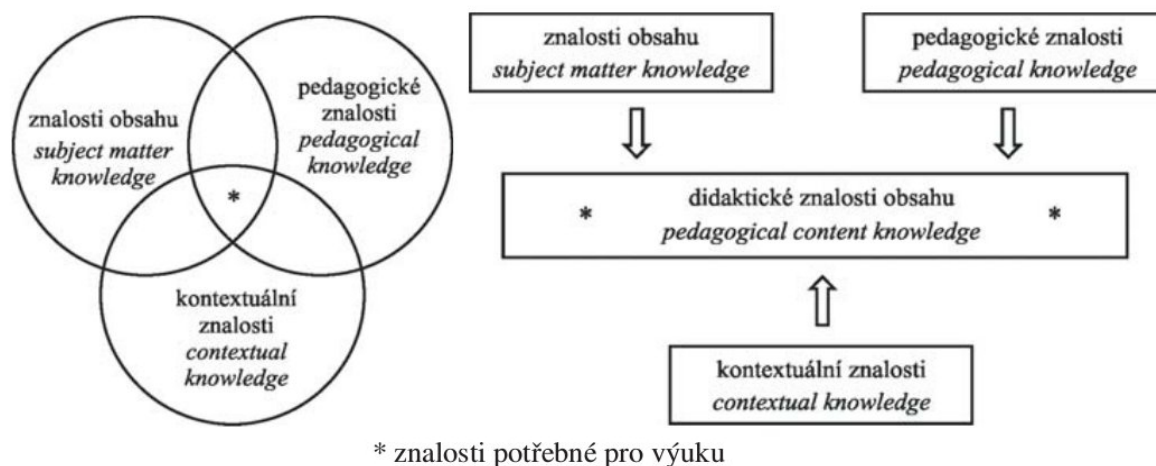 znalosti obsahu
subject matter
knowledge
pedagogické
znalosti
pedagogical
knowledge
*
kontextuální
znalosti
contextual
knowledge
znalosti obsahu
subject matter knowledge
pedagogické znalosti
pedagogical knowledge
didaktické znalosti obsahu
* pedagogical content knowledge *
kontextuální znalosti
contextual knowledge
* znalosti potřebné pro výuku